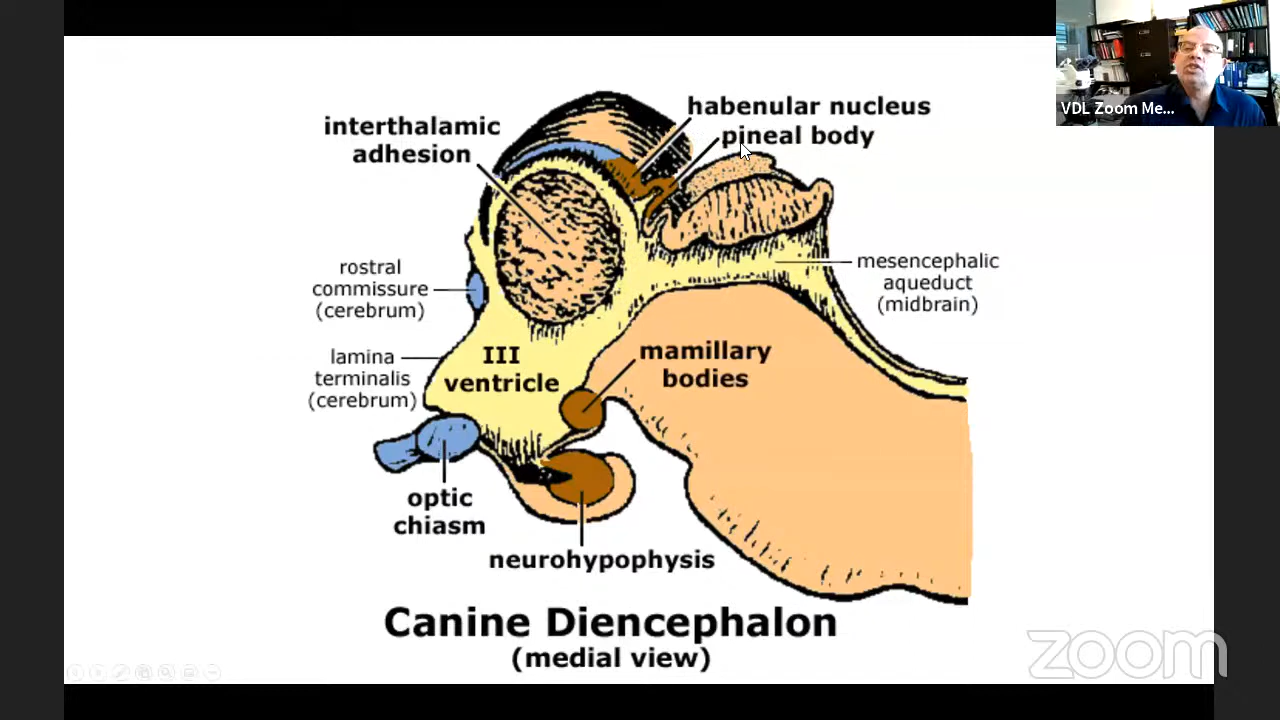 VDL Zoom Me...
habenular nucleus
pineal body
interthalamic
adhesion
rostral
commissure
(cerebrum)
mesencephalic
aqueduct
(midbrain)
lamina
terminalis
(cerebrum)
III
ventricle
mamillary
bodies
optic
chiasm
neurohypophysis
Canine Diencephalon
(medial view)
zoom